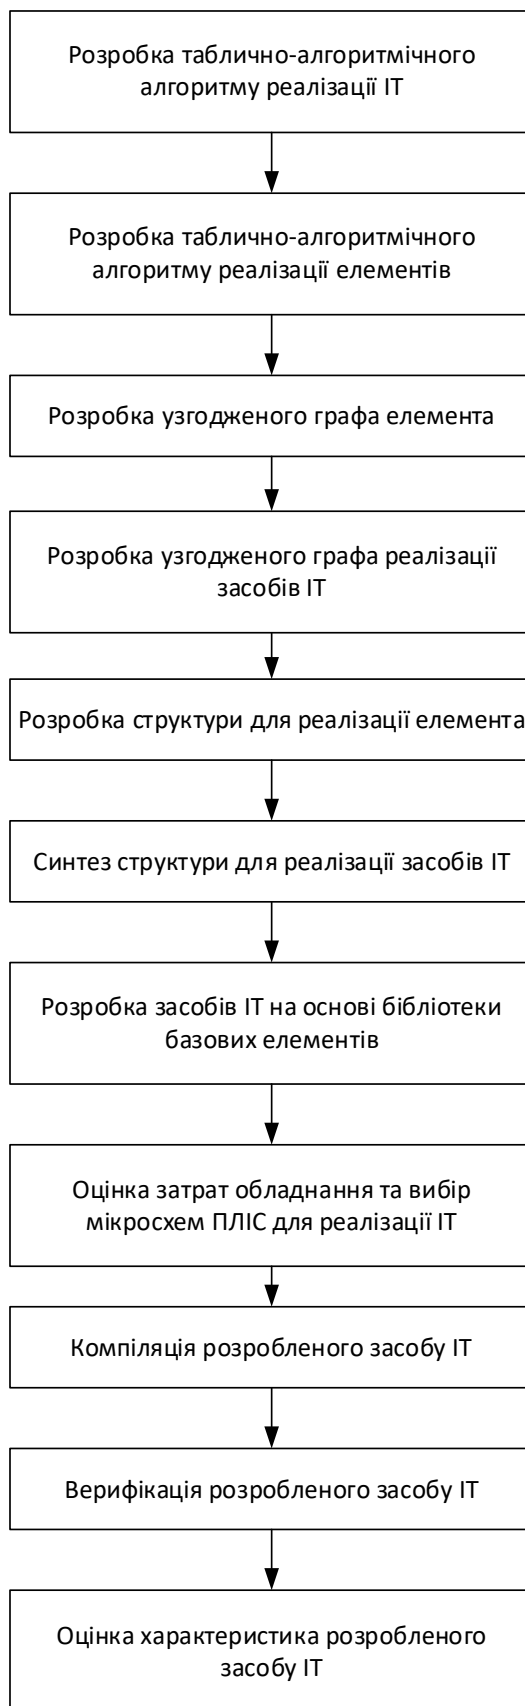 Розробка таблично-алгоритмічного
алгоритму реалізації ІТ
Розробка таблично-алгоритмічного
алгоритму реалізації елементів
Розробка узгодженого графа елемента
Розробка узгодженого графа реалізації
засобів ІТ
Розробка структури для реалізації елемента
Синтез структури для реалізації засобів ІТ
Розробка засобів ІТ на основі бібліотеки
базових елементів
Оцінка затрат обладнання та вибір
мікросхем ПЛІС для реалізації ІТ
Компіляція розробленого засобу ІТ
Верифікація розробленого засобу ІТ
Оцінка характеристика розробленого
засобу ІТ